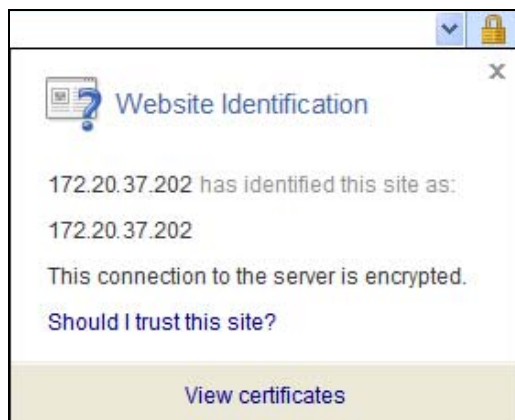 Website Identification
172.20.37.202 has identified this site as:
172.20.37.202
This connection to the server is encrypted.
Should I trust this site?
View certificates